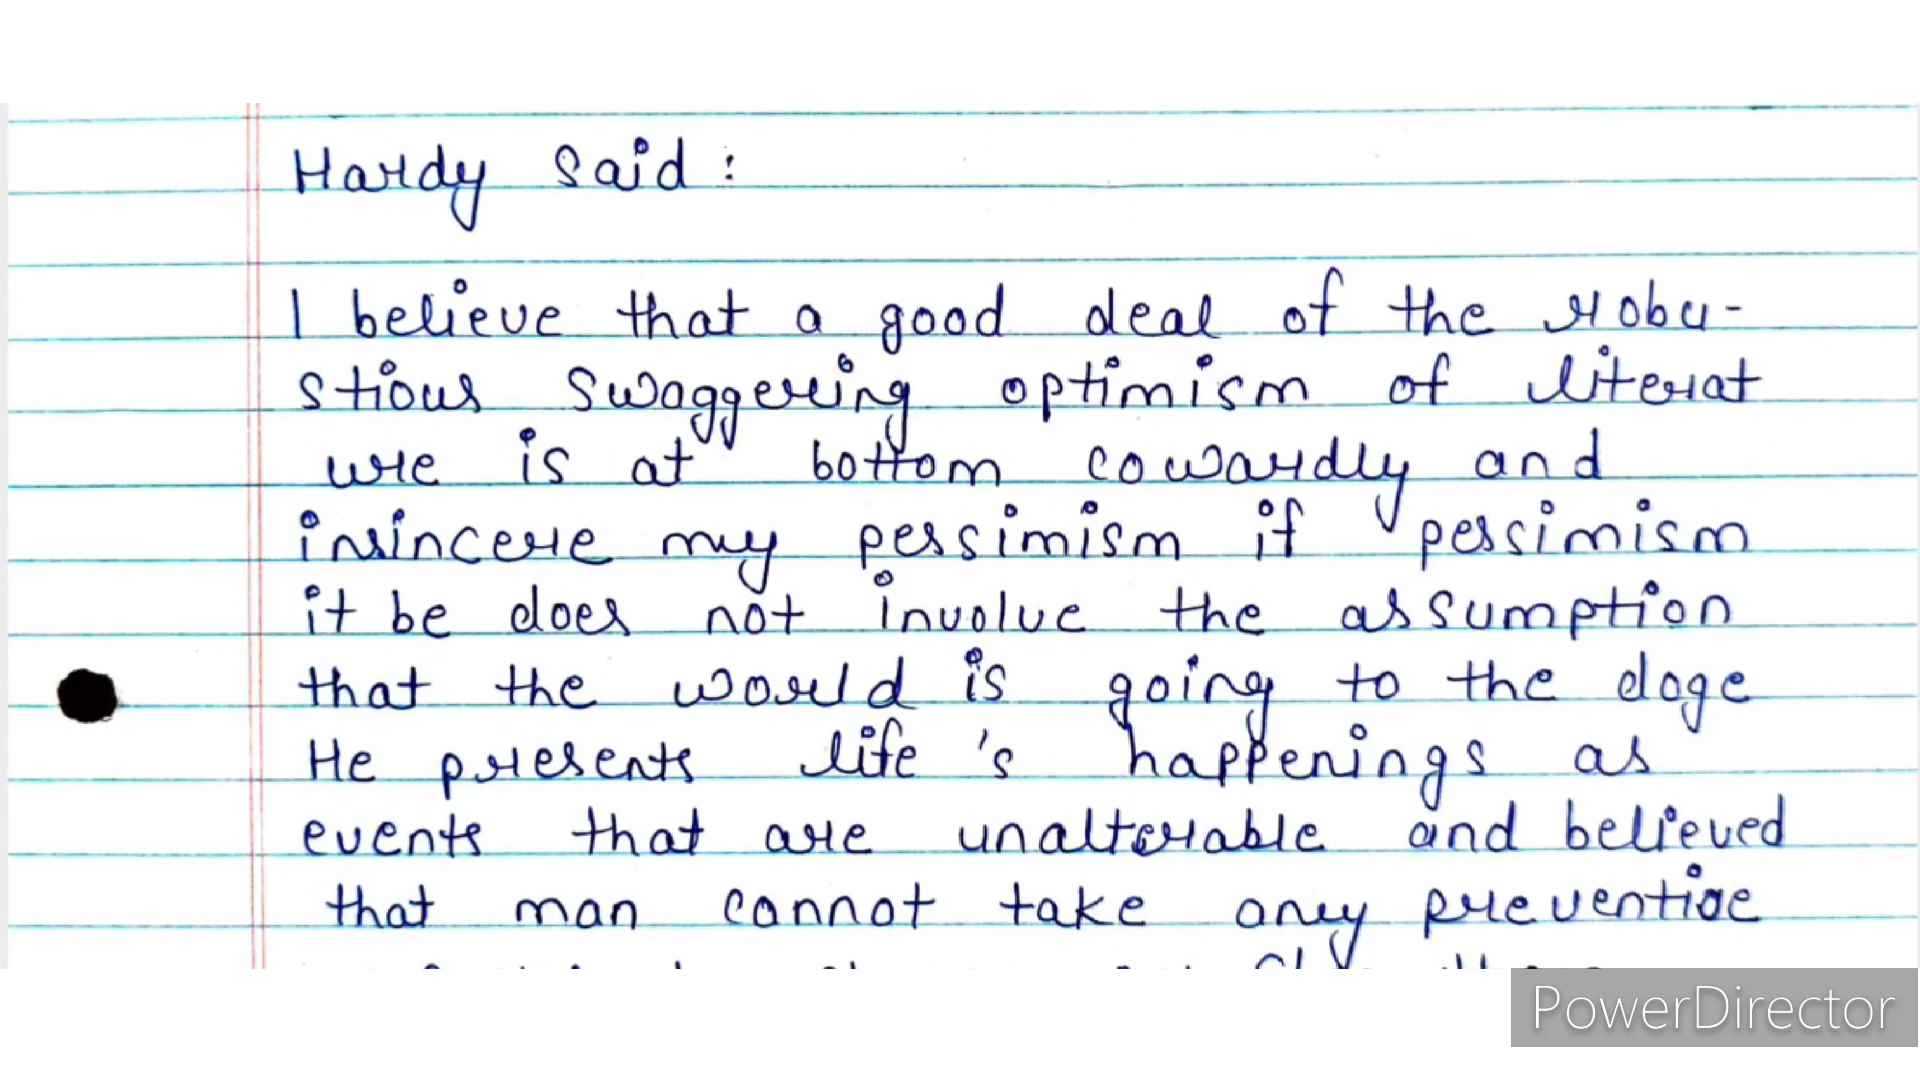 Hardy said :
I believe that a good deal of the robu-
stious swaggering optimism of literat
ure is at bottom cowardly and
insincere my pessimism if pessimism
it be does not involve the assumption
that the world is going to the doge
He presents life 's happenings as
events that are unalterable and believed
that man cannot take any preventive
PowerDirector